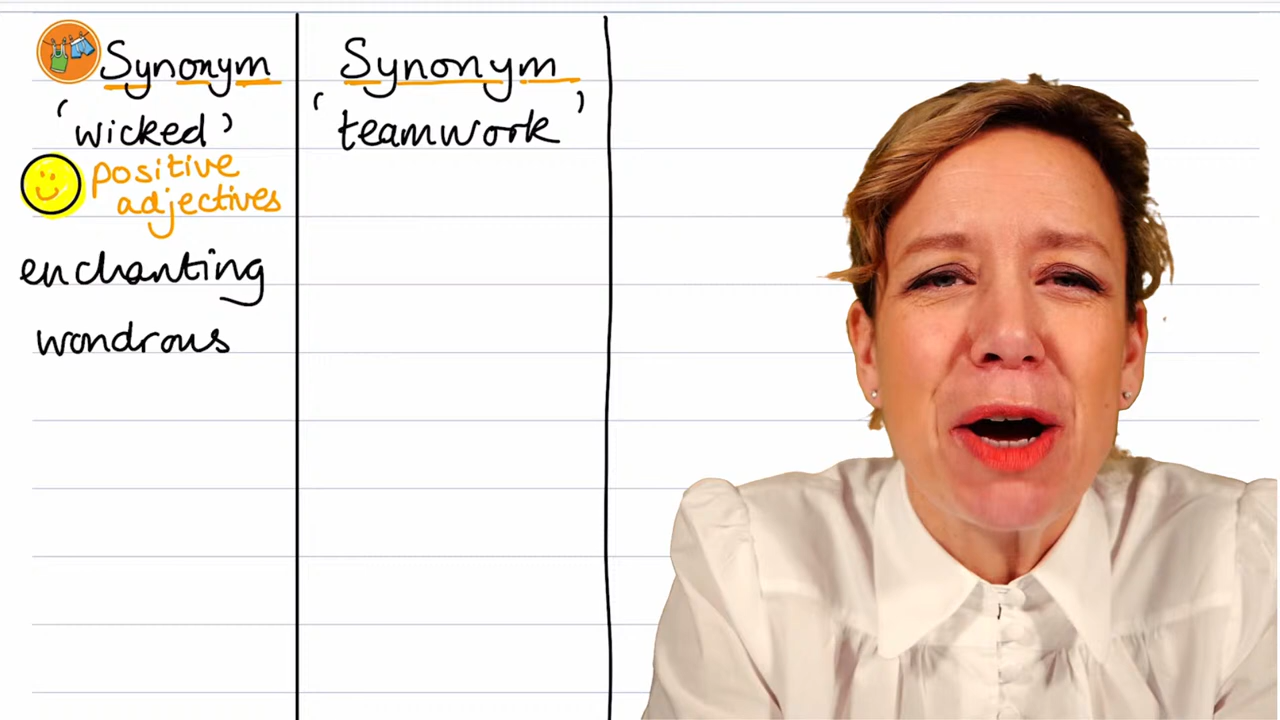 Synonym
'wicked'
positive
adjectives
enchanting
wondrous
Synonym
'teamwork'